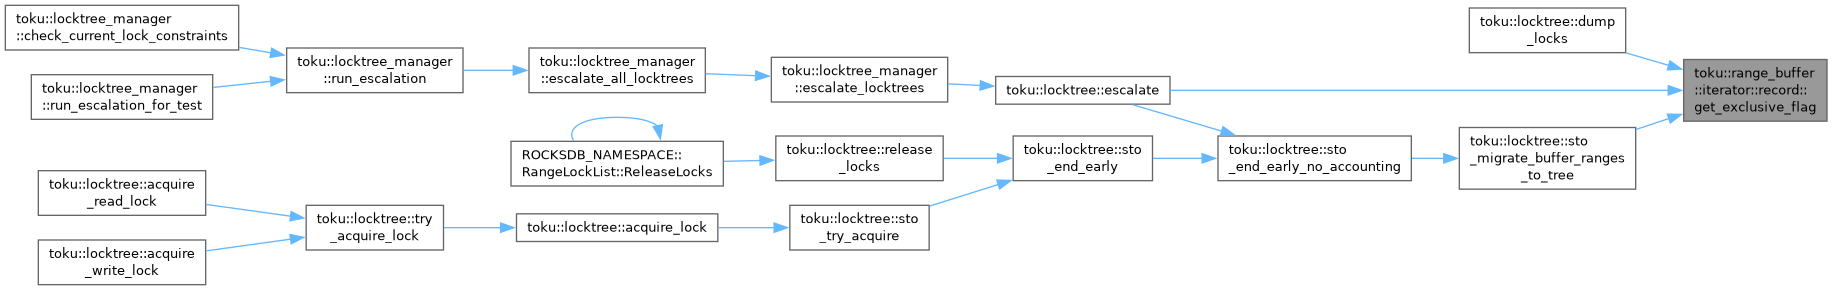 toku::locktree_manager
::check_current_lock_constraints
toku::locktree_manager
::run_escalation_for_test
toku::locktree_manager
::run_escalation
toku::locktree_manager
::escalate_all_locktrees
toku::locktree_manager
::escalate_locktrees
toku::locktree::escalate
toku::locktree::dump
_locks
toku::range_buffer
::iterator::record::
get_exclusive_flag
ROCKSDB_NAMESPACE::
RangeLockList::ReleaseLocks
toku::locktree::release
_locks
toku::locktree::sto
_end_early
toku::locktree::sto
_end_early_no_accounting
toku::locktree::sto
_migrate_buffer_ranges
_to_tree
toku::locktree::acquire
_read_lock
toku::locktree::acquire
_write_lock
toku::locktree::try
_acquire_lock
toku::locktree::acquire_lock
toku::locktree::sto
_try_acquire